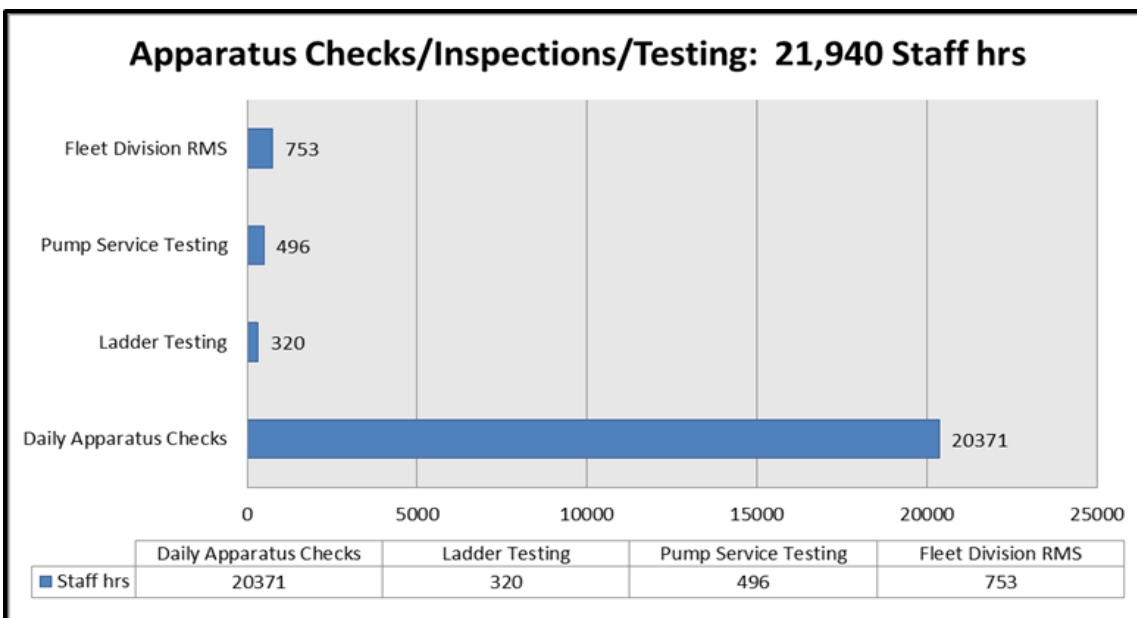 Apparatus Checks/Inspections/Testing:  21,940 Staff hrs
Fleet Division RMS
753
Pump Service Testing
496
Ladder Testing
320
Daily Apparatus Checks
20371
0 5000 10000 15000 20000 25000
Daily Apparatus Checks Ladder Testing Pump Service Testing Fleet Division RMS
Staff hrs 20371 320 496 753